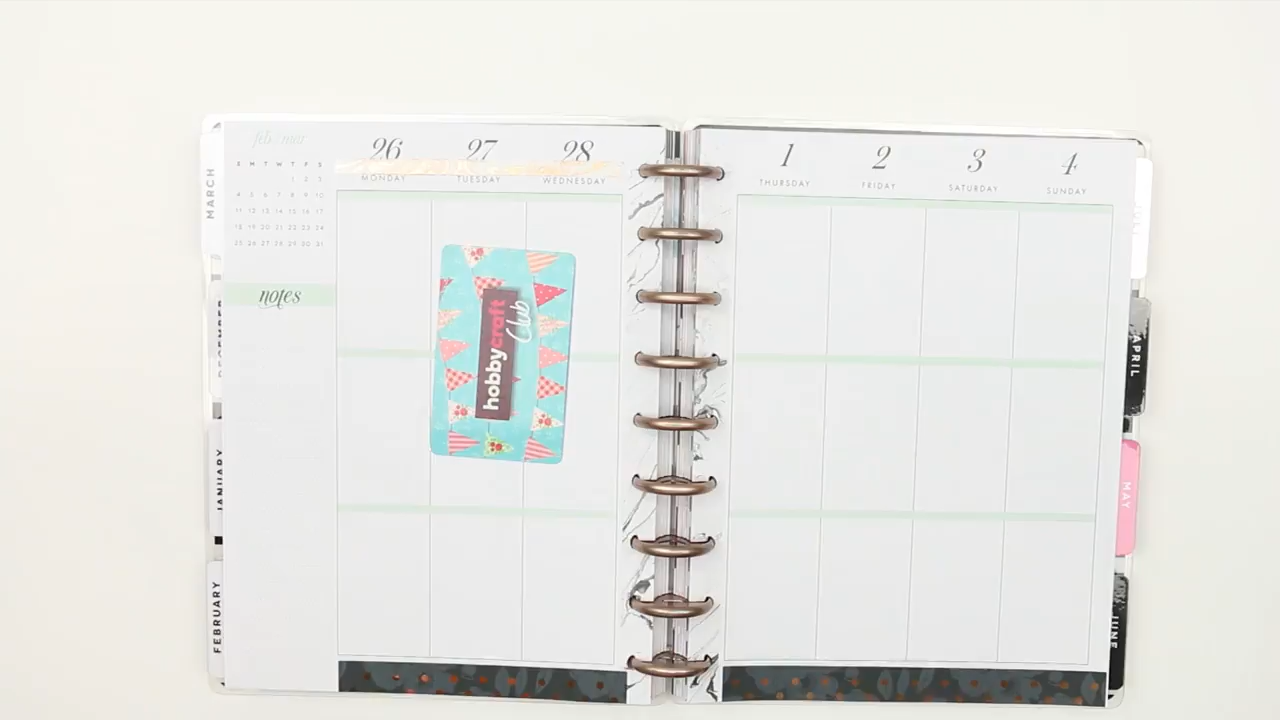 feb / mar
S M T W T F S
1 2 3
4 5 6 7 8 9 10
11 12 13 14 15 16 17
18 19 20 21 22 23 24
25 26 27 28 29 30 31
notes
26 27 28
MONDAY TUESDAY WEDNESDAY
1 2 3 4
THURSDAY FRIDAY SATURDAY SUNDAY
hobbycraft
Club
MARCH
DECEMBER
JANUARY
FEBRUARY
JULY
APRIL
MAY
JUNE